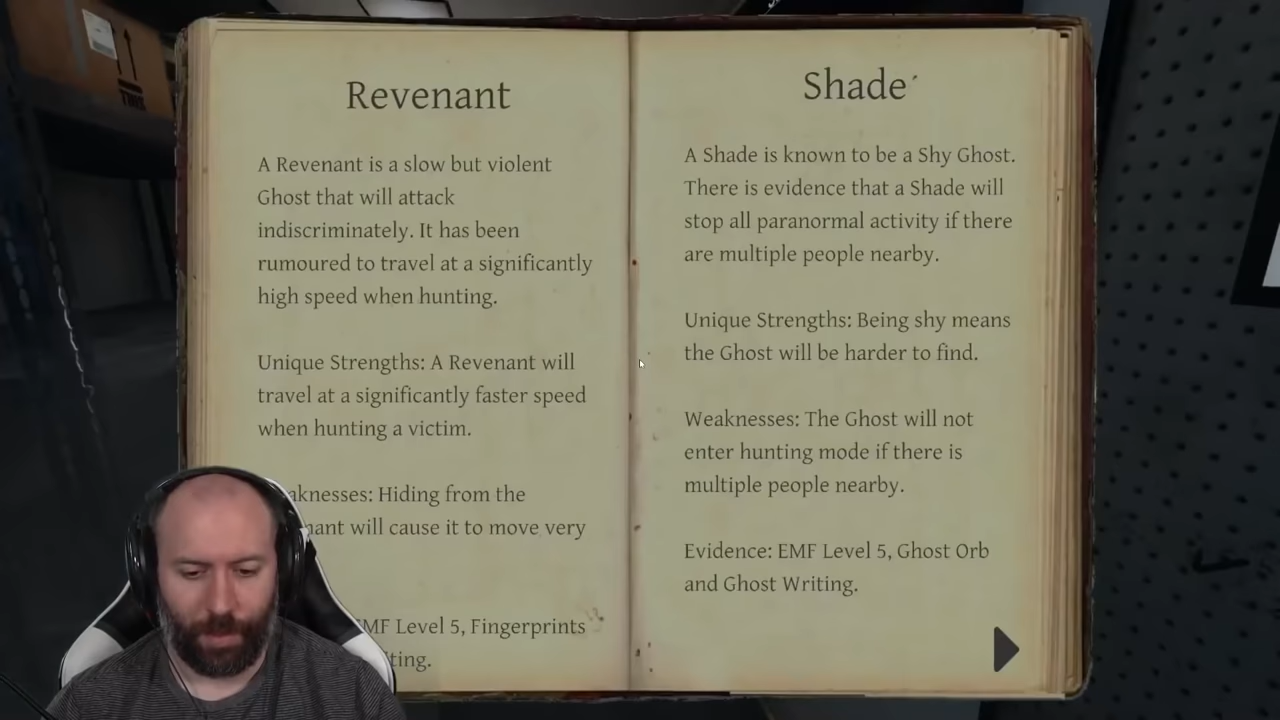 Revenant
A Revenant is a slow but violent
Ghost that will attack
indiscriminately. It has been
rumoured to travel at a significantly
high speed when hunting.
Unique Strengths: A Revenant will
travel at a significantly faster speed
when hunting a victim.
aknesses: Hiding from the
nant will cause it to move very
EMF Level 5, Fingerprints
ting.
Shade
A Shade is known to be a Shy Ghost.
There is evidence that a Shade will
stop all paranormal activity if there
are multiple people nearby.
Unique Strengths: Being shy means
the Ghost will be harder to find.
Weaknesses: The Ghost will not
enter hunting mode if there is
multiple people nearby.
Evidence: EMF Level 5, Ghost Orb
and Ghost Writing.